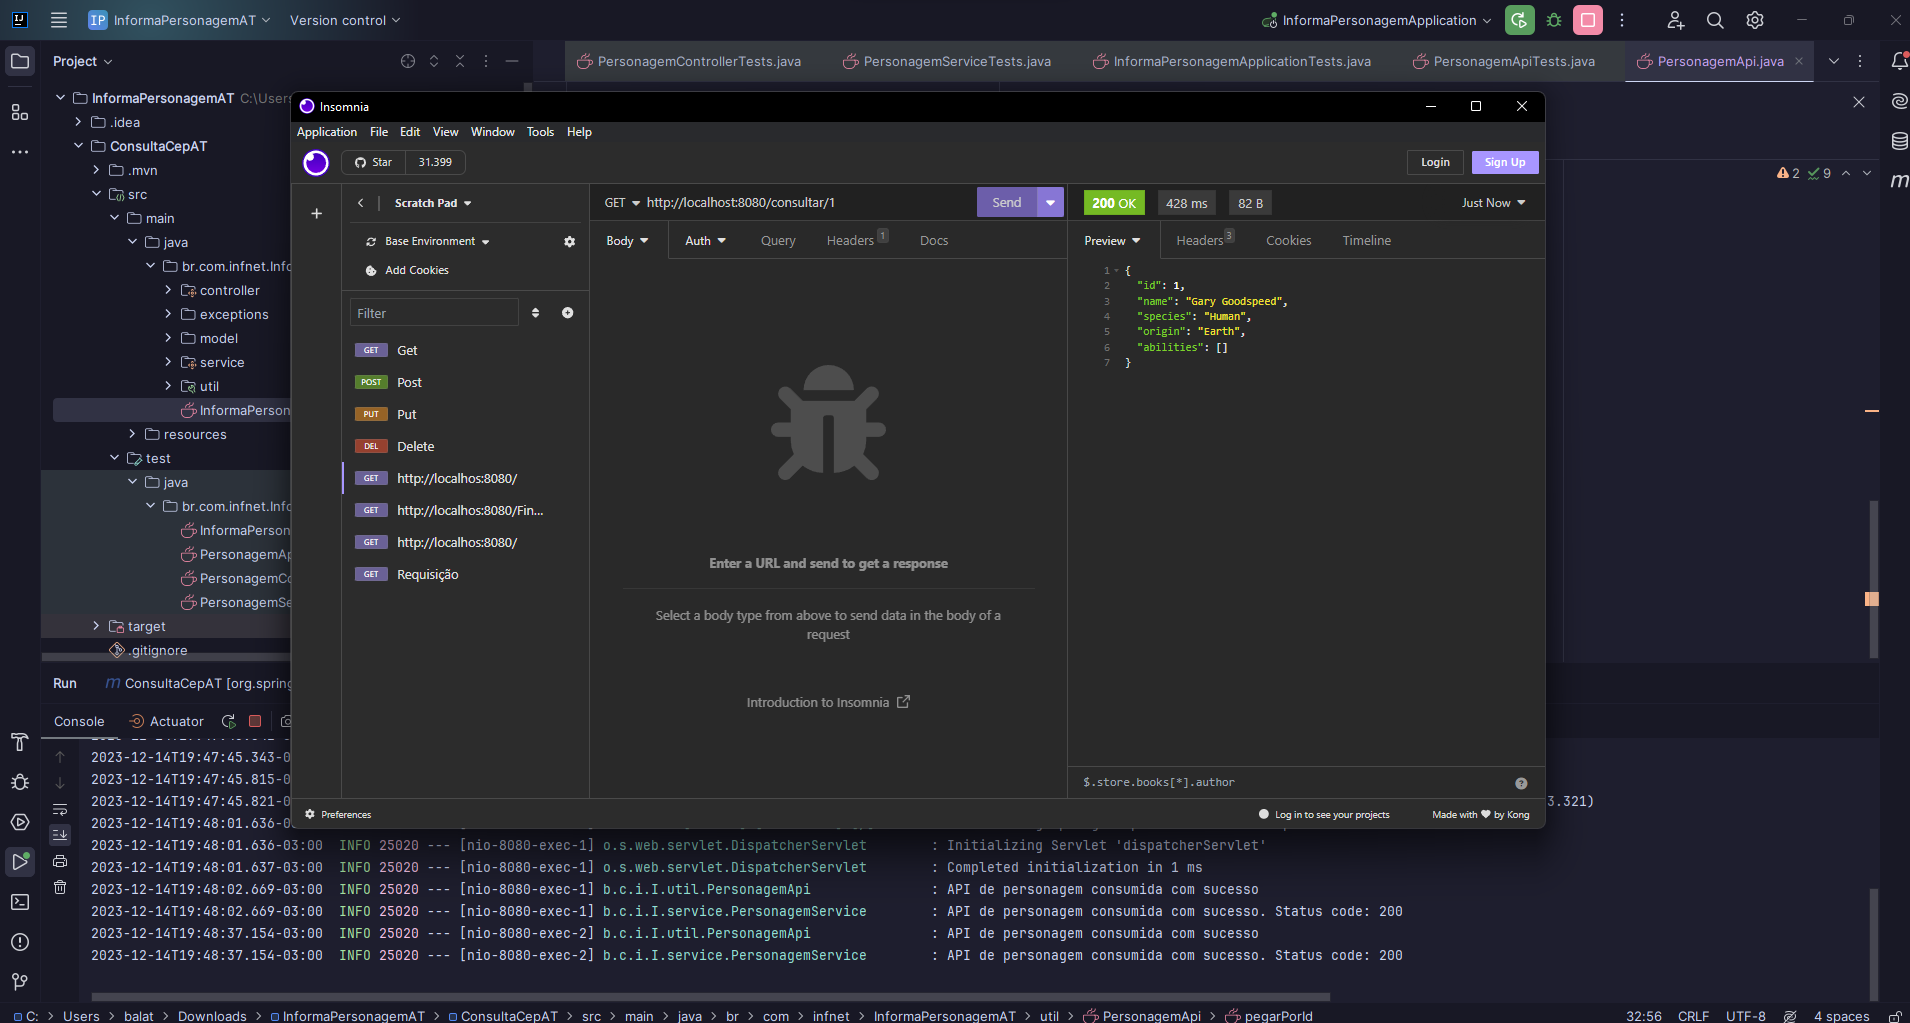 InformaPersonagemAT
Version control
InformaPersonagemApplication
Project
PersonagemControllerTests.java
PersonagemServiceTests.java
InformaPersonagemApplicationTests.java
PersonagemApiTests.java
PersonagemApi.java
InformaPersonagemAT C:\Users
.idea
ConsultaCepAT
.mvn
src
main
java
br.com.infnet.Info
controller
exceptions
model
service
util
InformaPerson
resources
test
java
br.com.infnet.Info
InformaPerson
PersonagemAp
PersonagemCo
PersonagemSe
target
.gitignore
2 9
Insomnia
Application File Edit View Window Tools Help
Star 31.399
Login Sign Up
Scratch Pad
Base Environment
Add Cookies
Filter
GET Get
POST Post
PUT Put
DEL Delete
GET http://localhos:8080/
GET http://localhos:8080/Fin...
GET http://localhos:8080/
GET Requisição
GET http://localhost:8080/consultar/1 Send
Body Auth Query Headers 1 Docs
Enter a URL and send to get a response
Select a body type from above to send data in the body of a
request
Introduction to Insomnia
200 OK 428 ms 82 B Just Now
Preview Headers 3 Cookies Timeline
1 {
2 "id": 1,
3 "name": "Gary Goodspeed",
4 "species": "Human",
5 "origin": "Earth",
6 "abilities": []
7 }
$.store.books[*].author
Preferences
Log in to see your projects Made with ♥ by Kong
Run ConsultaCepAT [org.spring
Console Actuator
2023-12-14T19:47:45.343-0
2023-12-14T19:47:45.815-0
2023-12-14T19:47:45.821-0 3.321)
2023-12-14T19:48:01.636-0
2023-12-14T19:48:01.636-03:00 INFO 25020 --- [nio-8080-exec-1] o.s.web.servlet.DispatcherServlet : Initializing Servlet 'dispatcherServlet'
2023-12-14T19:48:01.637-03:00 INFO 25020 --- [nio-8080-exec-1] o.s.web.servlet.DispatcherServlet : Completed initialization in 1 ms
2023-12-14T19:48:02.669-03:00 INFO 25020 --- [nio-8080-exec-1] b.c.i.I.util.PersonagemApi : API de personagem consumida com sucesso
2023-12-14T19:48:02.669-03:00 INFO 25020 --- [nio-8080-exec-1] b.c.i.I.service.PersonagemService : API de personagem consumida com sucesso. Status code: 200
2023-12-14T19:48:37.154-03:00 INFO 25020 --- [nio-8080-exec-2] b.c.i.I.util.PersonagemApi : API de personagem consumida com sucesso
2023-12-14T19:48:37.154-03:00 INFO 25020 --- [nio-8080-exec-2] b.c.i.I.service.PersonagemService : API de personagem consumida com sucesso. Status code: 200
C: > Users > balat > Downloads > InformaPersonagemAT > ConsultaCepAT > src > main > java > br > com > infnet > InformaPersonagemAT > util > PersonagemApi > pegarPorId
32:56 CRLF UTF-8 4 spaces